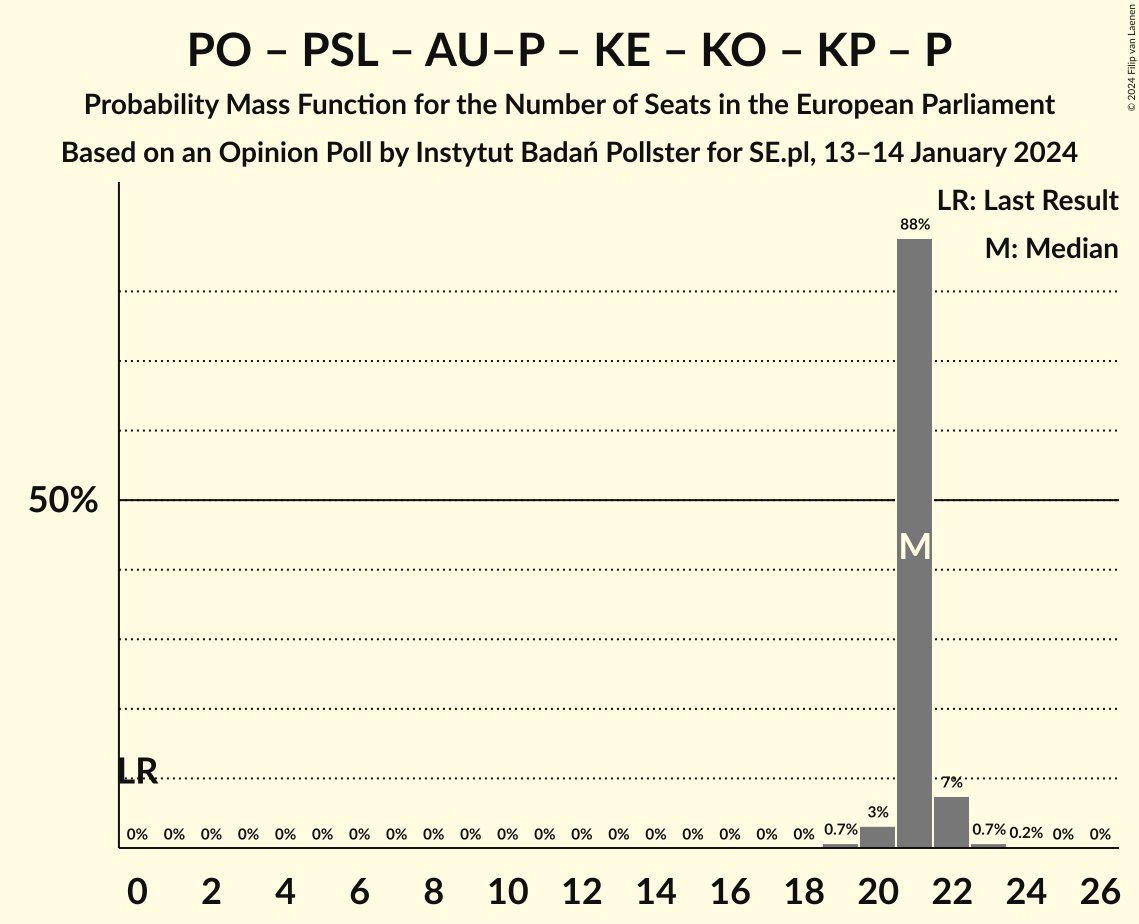 PO – PSL – AU–P – KE – KO – KP – P
Probability Mass Function for the Number of Seats in the European Parliament
Based on an Opinion Poll by Instytut Badań Pollster for SE.pl, 13–14 January 2024
© 2024 Filip van Laenen
LR: Last Result
M: Median
88%
50%
M
LR
0% 0% 0% 0% 0% 0% 0% 0% 0% 0% 0% 0% 0% 0% 0% 0% 0% 0% 0% 0.7% 3% 7% 0.7% 0.2% 0% 0%
0 2 4 6 8 10 12 14 16 18 20 22 24 26